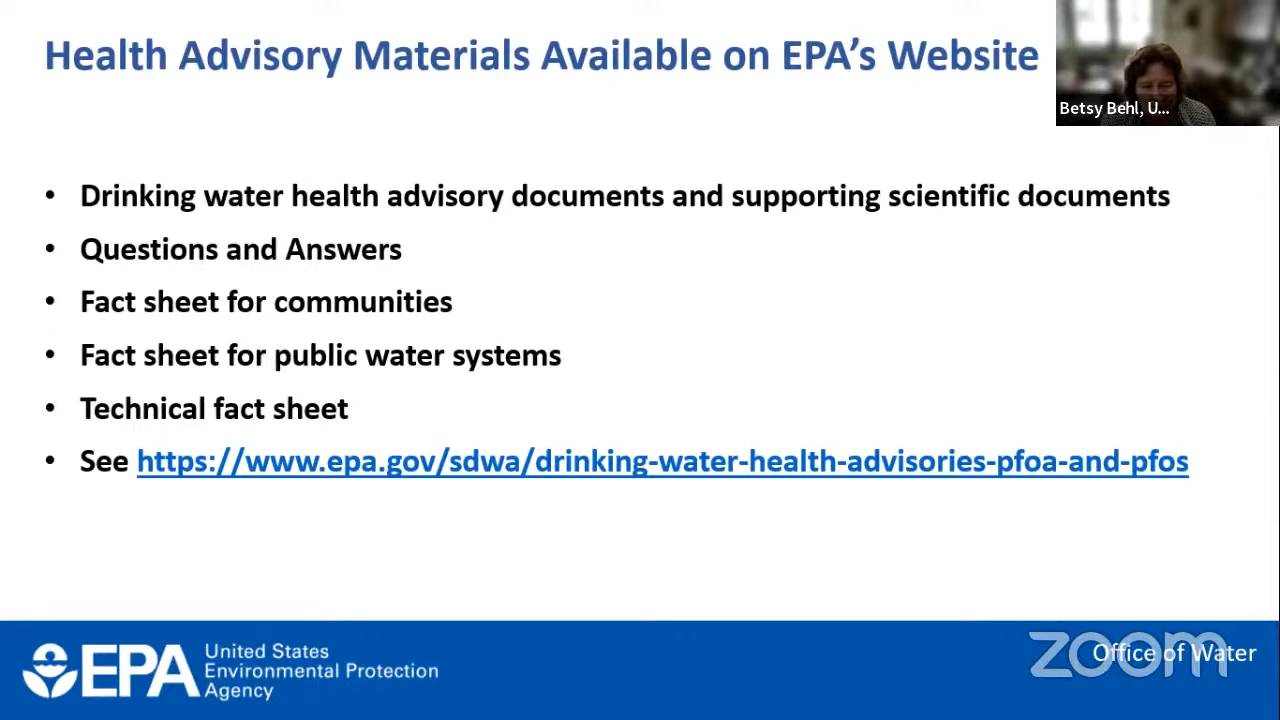 Health Advisory Materials Available on EPA’s Website
Betsy Behl, U...
• Drinking water health advisory documents and supporting scientific documents
• Questions and Answers
• Fact sheet for communities
• Fact sheet for public water systems
• Technical fact sheet
• See https://www.epa.gov/sdwa/drinking-water-health-advisories-pfoa-and-pfos
EPA
United States
Environmental Protection
Agency
zoom
Office of Water